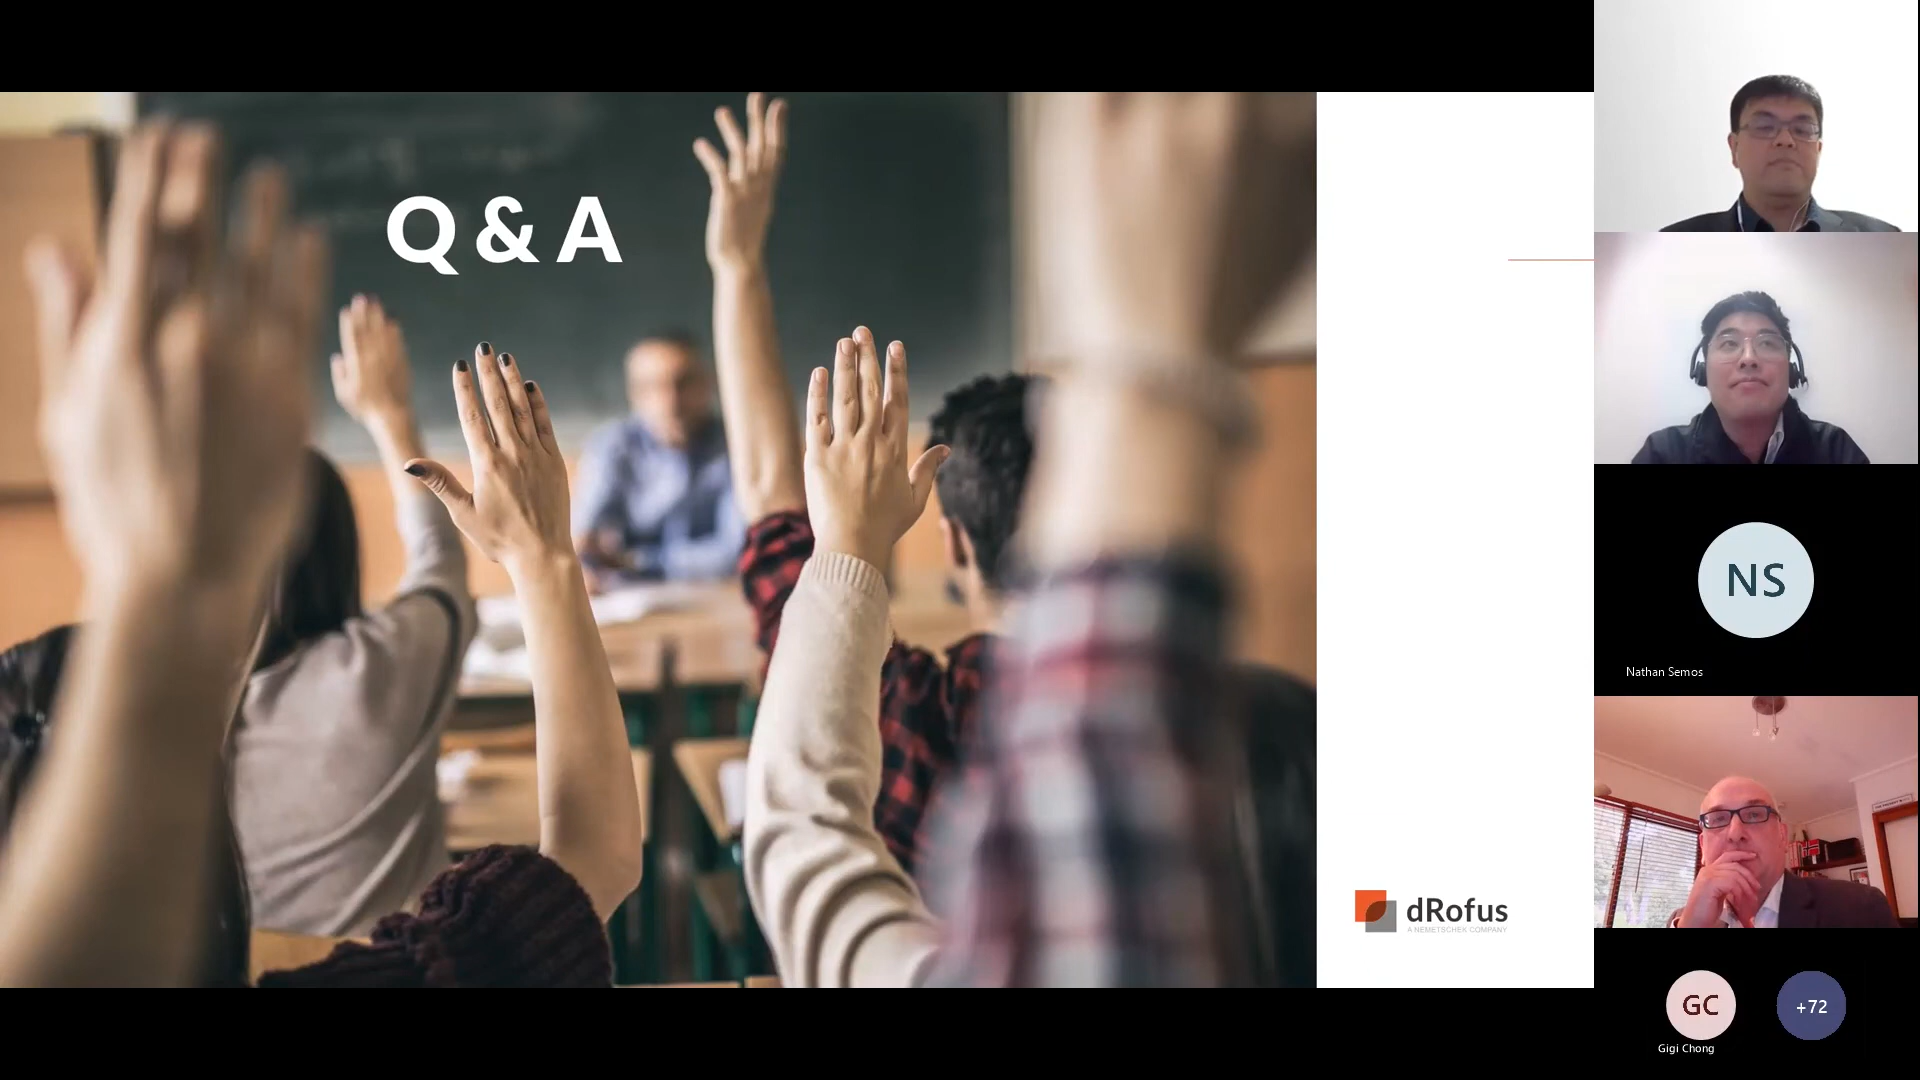 Q & A
dRofus
A NEMETSCHEK COMPANY
NS
Nathan Semos
GC
+72
Gigi Chong